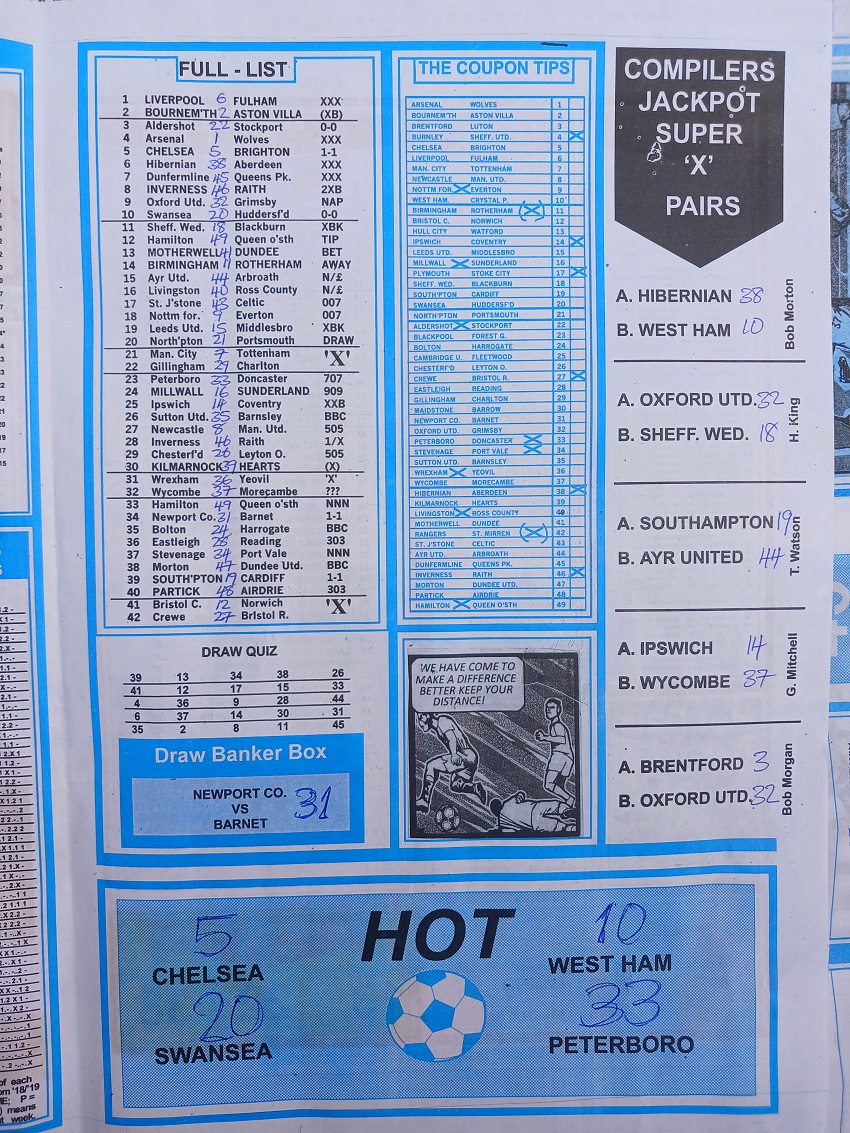 FULL - LIST
1 LIVERPOOL 6 FULHAM XXX
2 BOURNEM'TH 2 ASTON VILLA (XB)
3 Aldershot 22 Stockport 0-0
4 Arsenal 1 Wolves XXX
5 CHELSEA 5 BRIGHTON 1-1
6 Hibernian 38 Aberdeen XXX
7 Dunfermline 45 Queens Pk. XXX
8 INVERNESS 46 RAITH 2XB
9 Oxford Utd. 32 Grimsby NAP
10 Swansea 20 Huddersf'd 0-0
11 Sheff. Wed. 18 Blackburn XBK
12 Hamilton 49 Queen o'sth TIP
13 MOTHERWELL 41 DUNDEE BET
14 BIRMINGHAM 11 ROTHERHAM AWAY
15 Ayr Utd. 44 Arbroath N/£
16 Livingston 40 Ross County N/£
17 St. J'stone 43 Celtic 007
18 Nottm for. 9 Everton 007
19 Leeds Utd. 15 Middlesbro XBK
20 North'pton 21 Portsmouth DRAW
21 Man. City 7 Tottenham
'X'
22 Gillingham 29 Charlton
23 Peterboro 33 Doncaster 707
24 MILLWALL 16 SUNDERLAND 909
25 Ipswich 14 Coventry XXB
26 Sutton Utd. 35 Barnsley BBC
27 Newcastle 8 Man. Utd. 505
28 Inverness 46 Raith 1/X
29 Chesterf'd 26 Leyton O. 505
30 KILMARNOCK 39 HEARTS (X)
31 Wrexham 36 Yeovil 'X'
32 Wycombe 37 Morecambe ???
33 Hamilton 49 Queen o'sth NNN
34 Newport Co. 31 Barnet 1-1
35 Bolton 24 Harrogate BBC
36 Eastleigh 28 Reading 303
37 Stevenage 34 Port Vale NNN
38 Morton 47 Dundee Utd. BBC
39 SOUTH'PTON 19 CARDIFF 1-1
40 PARTICK 48 AIRDRIE 303
41 Bristol C. 12 Norwich
'X'
42 Crewe 27 Bristol R.
DRAW QUIZ
39 13 34 38 26
41 12 17 15 33
4 36 9 28 44
6 37 14 30 31
35 2 8 11 45
Draw Banker Box
NEWPORT CO.
VS
BARNET
31
THE COUPON TIPS
ARSENAL WOLVES 1
BOURNEM'TH ASTON VILLA 2
BRENTFORD LUTON 3
BURNLEY SHEFF. UTD. 4 X
CHELSEA BRIGHTON 5
LIVERPOOL FULHAM 6
MAN. CITY TOTTENHAM 7
NEWCASTLE MAN. UTD. 8
NOTTM FOR. X EVERTON 9
WEST HAM. CRYSTAL P. 10
BIRMINGHAM ROTHERHAM (X) 11
BRISTOL C. NORWICH 12
HULL CITY WATFORD 13
IPSWICH COVENTRY 14 X
LEEDS UTD. MIDDLESBRO 15
MILLWALL X SUNDERLAND 16
PLYMOUTH STOKE CITY 17 X
SHEFF. WED. BLACKBURN 18
SOUTH'PTON CARDIFF 19
SWANSEA HUDDERSF'D 20
NORTH'PTON PORTSMOUTH 21
ALDERSHOT X STOCKPORT 22
BLACKPOOL FOREST G. 23
BOLTON HARROGATE 24
CAMBRIDGE U. FLEETWOOD 25
CHESTERF'D LEYTON O. 26
CREWE BRISTOL R. 27 X
EASTLEIGH READING 28
GILLINGHAM CHARLTON 29
MAIDSTONE BARROW 30
NEWPORT CO. BARNET 31
OXFORD UTD. GRIMSBY 32
PETERBORO DONCASTER X 33
STEVENAGE PORT VALE X 34
SUTTON UTD. BARNSLEY 35
WREXHAM X YEOVIL 36
WYCOMBE MORECAMBE 37
HIBERNIAN ABERDEEN 38 X
KILMARNOCK HEARTS 39
LIVINGSTON X ROSS COUNTY 40
MOTHERWELL DUNDEE 41
RANGERS ST. MIRREN (X) 42
ST. J'STONE CELTIC 43
AYR UTD. ARBROATH 44
DUNFERMLINE QUEENS PK. 45
INVERNESS RAITH 46 X
MORTON DUNDEE UTD. 47
PARTICK AIRDRIE 48
HAMILTON X QUEEN O'STH 49
'WE HAVE COME TO
MAKE A DIFFERENCE
BETTER KEEP YOUR
DISTANCE!
COMPILERS
JACKPOT
SUPER
'X'
PAIRS
A. HIBERNIAN 38
B. WEST HAM 10
Bob Morton
A. OXFORD UTD. 32
B. SHEFF. WED. 18
H. King
A. SOUTHAMPTON 19
B. AYR UNITED 44
T. Watson
A. IPSWICH 14
B. WYCOMBE 37
G. Mitchell
A. BRENTFORD 3
B. OXFORD UTD. 32
Bob Morgan
HOT
5
CHELSEA
10
WEST HAM
20
SWANSEA
33
PETERBORO